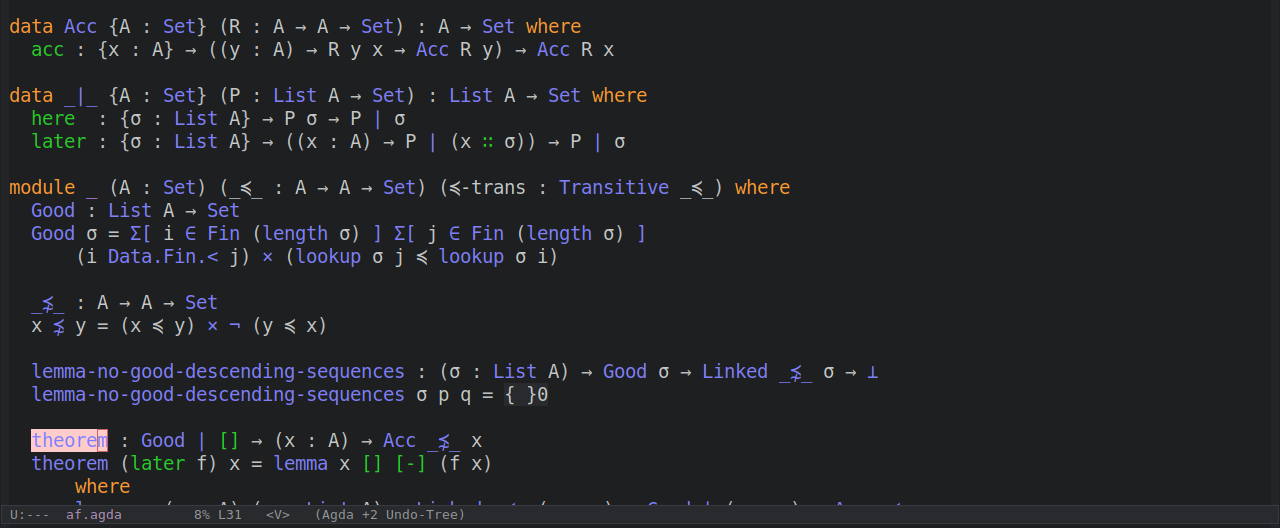 data Acc {A : Set} (R : A → A → Set) : A → Set where
  acc : {x : A} → ((y : A) → R y x → Acc R y) → Acc R x
data _|_ {A : Set} (P : List A → Set) : List A → Set where
  here  : {σ : List A} → P σ → P | σ
  later : {σ : List A} → ((x : A) → P | (x ∷ σ)) → P | σ
module _ (A : Set) (_≼_ : A → A → Set) (≼-trans : Transitive _≼_) where
  Good : List A → Set
  Good σ = Σ[ i ∈ Fin (length σ) ] Σ[ j ∈ Fin (length σ) ]
      (i Data.Fin.< j) × (lookup σ j ≼ lookup σ i)
  _⋨_ : A → A → Set
  x ⋨ y = (x ≼ y) × ¬ (y ≼ x)
  lemma-no-good-descending-sequences : (σ : List A) → Good σ → Linked _⋨_ σ → ⊥
  lemma-no-good-descending-sequences σ p q = { }0
  theorem : Good | [] → (x : A) → Acc _⋨_ x
  theorem (later f) x = lemma x [] [-] (f x)
      where
U:---  af.agda         8% L31   <V>   (Agda +2 Undo-Tree)